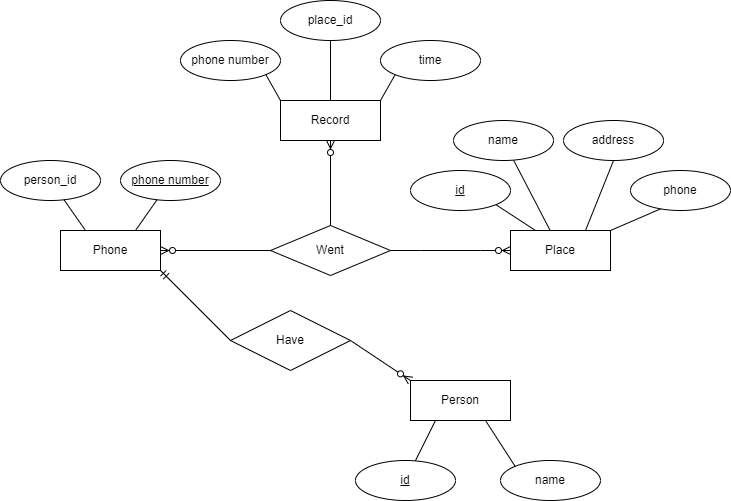 place_id
phone number
time
Record
name
address
person_id
phone number
id
phone
Phone
Went
Place
Have
Person
id
name